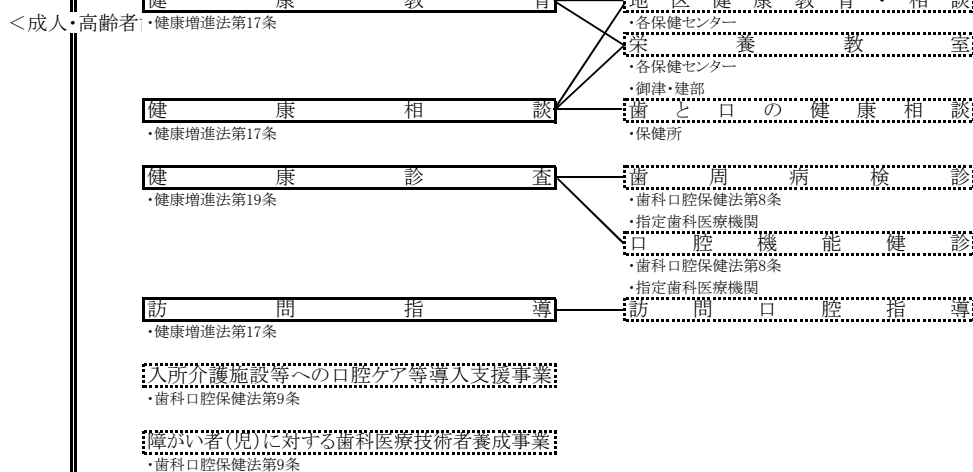 <成人・高齢者
健康教育
・健康増進法第17条
地区健康教育・相談
・各保健センター
栄養教室
・各保健センター
・御津・建部
健康相談
・健康増進法第17条
歯と口の健康相談
・保健所
健康診査
・健康増進法第19条
歯周病検診
・歯科口腔保健法第8条
・指定歯科医療機関
口腔機能健診
・歯科口腔保健法第8条
・指定歯科医療機関
訪問指導
・健康増進法第17条
訪問口腔指導
入所介護施設等への口腔ケア等導入支援事業
・歯科口腔保健法第9条
障がい者(児)に対する歯科医療技術者養成事業
・歯科口腔保健法第9条